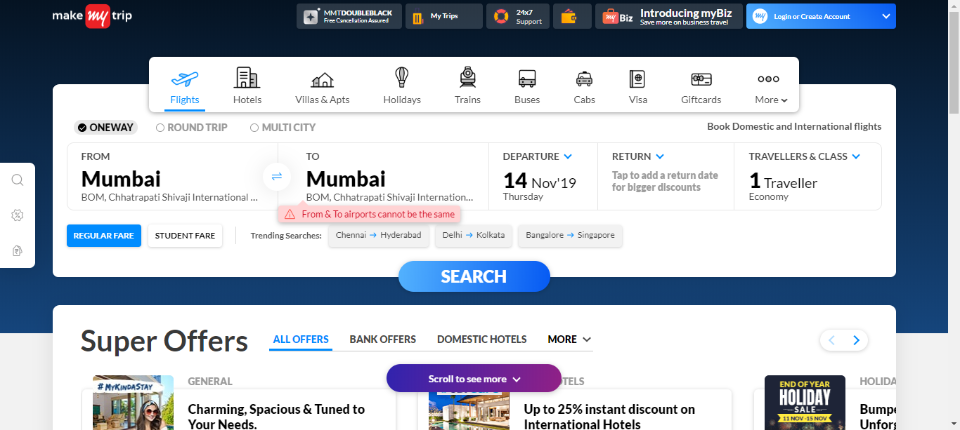 make my trip
MMTDOUBLEBLACK
Free Cancellation Assured
My Trips
24x7
Support
my Biz
Introducing myBiz
Save more on business travel
my
Login or Create Account
Flights
Hotels
Villas & Apts
Holidays
Trains
Buses
Cabs
Visa
Giftcards
More
ONEWAY
ROUND TRIP
MULTI CITY
Book Domestic and International flights
FROM
Mumbai
BOM, Chhatrapati Shivaji International ...
TO
Mumbai
BOM, Chhatrapati Shivaji Internation...
From & To airports cannot be the same
DEPARTURE
14 Nov'19
Thursday
RETURN
Tap to add a return date
for bigger discounts
TRAVELLERS & CLASS
1 Traveller
Economy
REGULAR FARE
STUDENT FARE
Trending Searches:
Chennai → Hyderabad
Delhi → Kolkata
Bangalore → Singapore
SEARCH
Super Offers
ALL OFFERS
BANK OFFERS
DOMESTIC HOTELS
MORE
Scroll to see more
#MYKINDASTAY
GENERAL
Charming, Spacious & Tuned to
Your Needs.
OTELS
Up to 25% instant discount on
International Hotels
END OF YEAR
HOLIDAY
SALE
11 NOV - 15 NOV
HOLIDA
Bumpe
Unforg